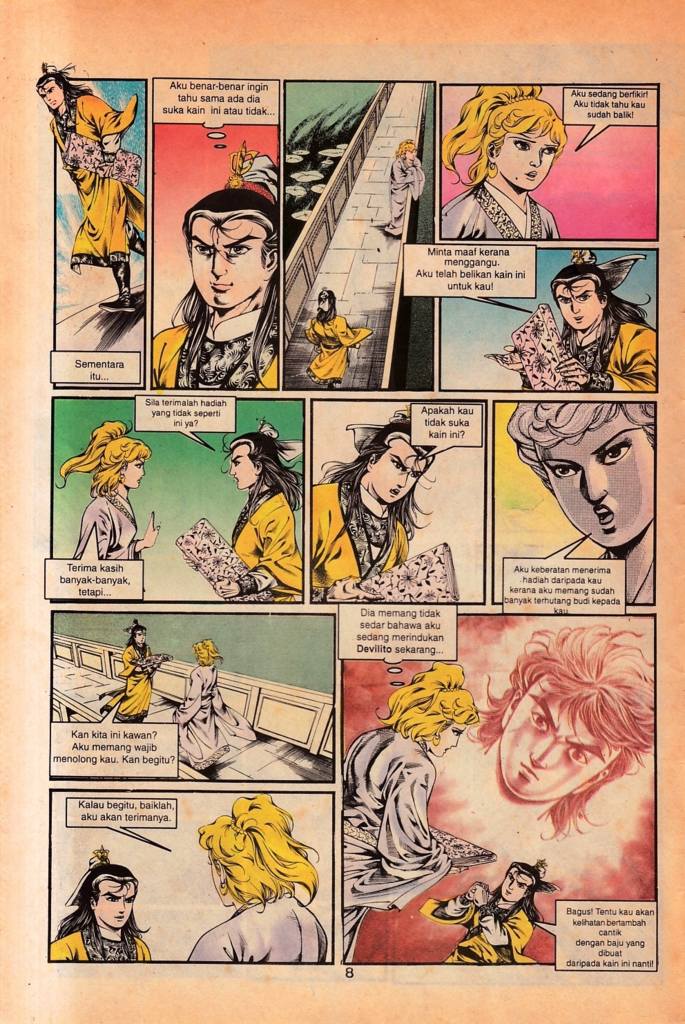 Sementara
itu...
Aku benar-benar ingin
tahu sama ada dia
suka kain ini atau tidak...
Aku sedang berfikir!
Aku tidak tahu kau
sudah balik!
Minta maaf kerana
menggangu.
Aku telah belikan kain ini
untuk kau!
Sila terimalah hadiah
yang tidak seperti
ini ya?
Terima kasih
banyak-banyak,
tetapi...
Apakah kau
tidak suka
kain ini?
Aku keberatan menerima
hadiah daripada kau
kerana aku memang sudah
banyak terhutang budi kepada
kau.
Kan kita ini kawan?
Aku memang wajib
menolong kau. Kan begitu?
Dia memang tidak
sedar bahawa aku
sedang merindukan
Devilito sekarang...
Kalau begitu, baiklah,
aku akan terimanya.
Bagus! Tentu kau akan
kelihatan bertambah
cantik
dengan baju yang
dibuat
daripada kain ini nanti!
8